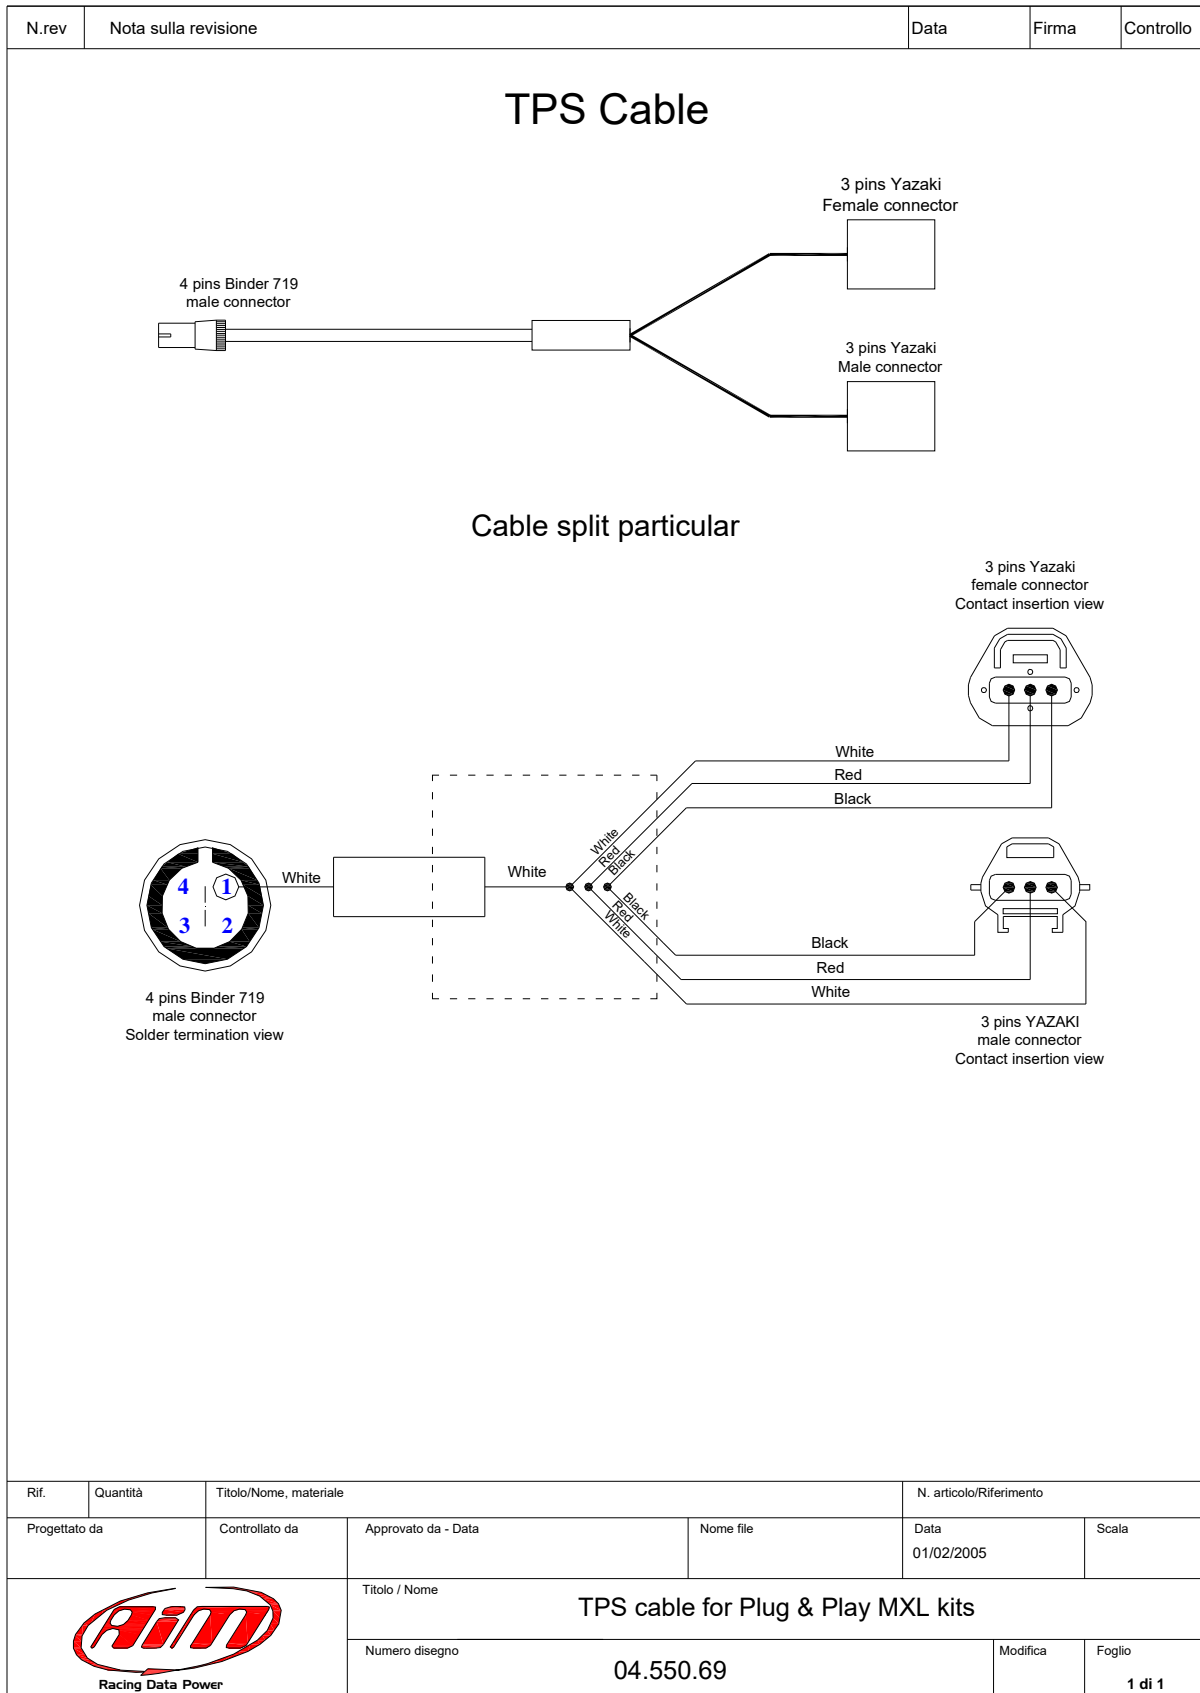 N.rev Nota sulla revisione Data Firma Controllo
TPS Cable
3 pins Yazaki
Female connector
4 pins Binder 719
male connector
3 pins Yazaki
Male connector
Cable split particular
3 pins Yazaki
female connector
Contact insertion view
White
Red
Black
White
Red
Black
White
White
4 1
3 2
Black
Red
White
Black
Red
White
4 pins Binder 719
male connector
Solder termination view
3 pins YAZAKI
male connector
Contact insertion view
Rif. Quantità Titolo/Nome, materiale N. articolo/Riferimento
Progettato da Controllato da Approvato da - Data Nome file Data Scala
01/02/2005
Titolo / Nome
TPS cable for Plug & Play MXL kits
AiM
Racing Data Power
Numero disegno Modifica Foglio
04.550.69
1 di 1